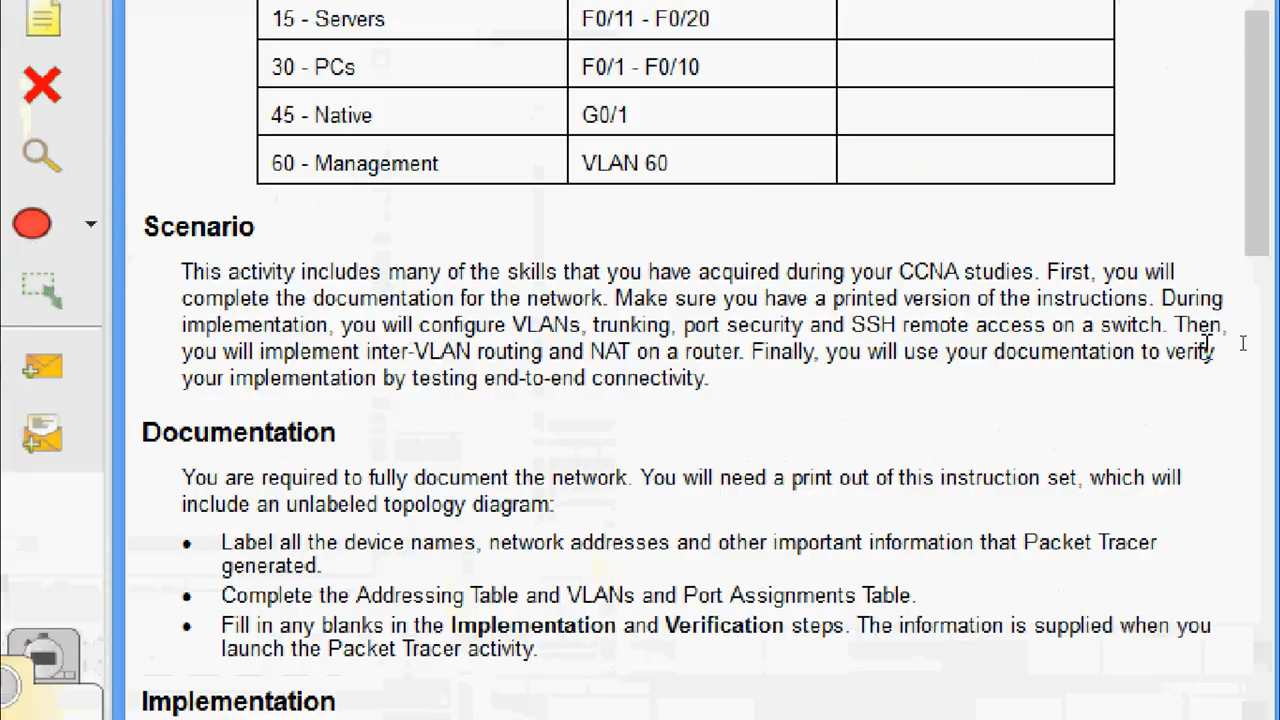 15 - Servers F0/11 - F0/20
30 - PCs F0/1 - F0/10
45 - Native G0/1
60 - Management VLAN 60
Scenario
This activity includes many of the skills that you have acquired during your CCNA studies. First, you will
complete the documentation for the network. Make sure you have a printed version of the instructions. During
implementation, you will configure VLANs, trunking, port security and SSH remote access on a switch. Then,
you will implement inter-VLAN routing and NAT on a router. Finally, you will use your documentation to verify
your implementation by testing end-to-end connectivity.
Documentation
You are required to fully document the network. You will need a print out of this instruction set, which will
include an unlabeled topology diagram:
• Label all the device names, network addresses and other important information that Packet Tracer
generated.
• Complete the Addressing Table and VLANs and Port Assignments Table.
• Fill in any blanks in the Implementation and Verification steps. The information is supplied when you
launch the Packet Tracer activity.
Implementation